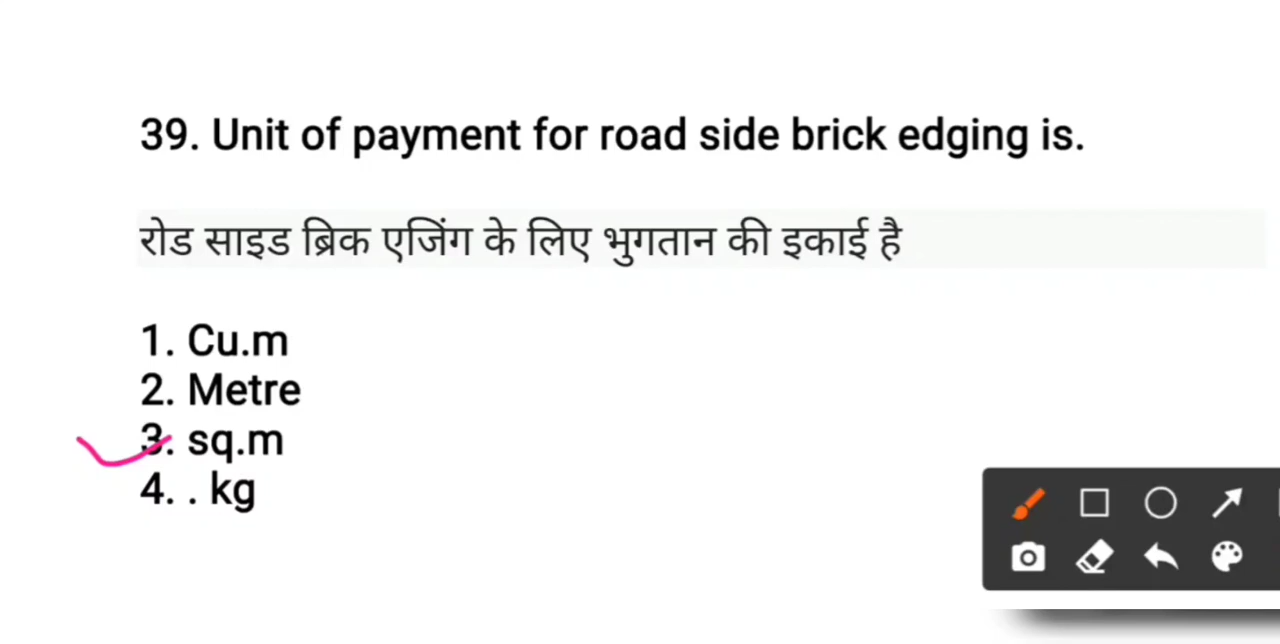 39. Unit of payment for road side brick edging is.
रोड साइड ब्रिक एजिंग के लिए भुगतान की इकाई है
1. Cu.m
2. Metre
3. sq.m
4. . kg